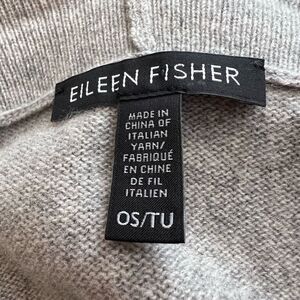 EILEEN FISHER
MADE IN
CHINA OF
ITALIAN
YARN/
FABRIQUÉ
EN CHINE
DE FIL
ITALIEN
OS/TU